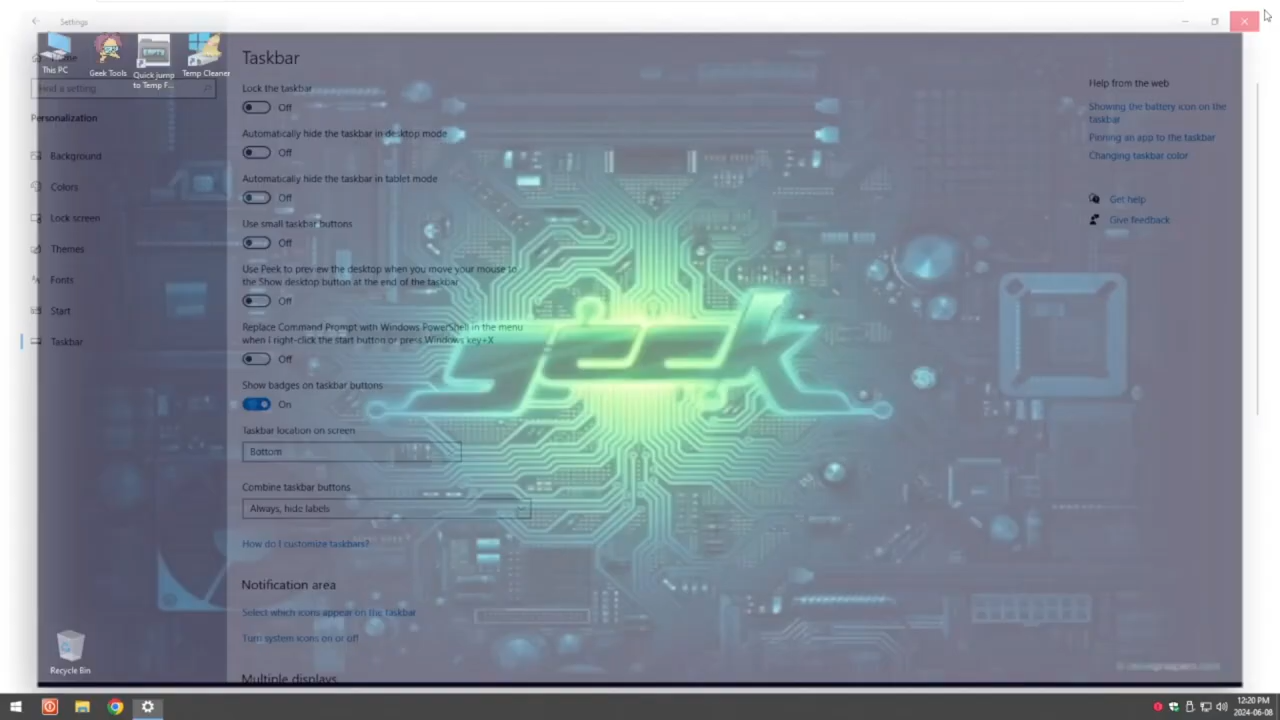 Settings
This PC
Geek Tools
Quick jump
to Temp F...
Temp Cleaner
Find a setting
Personalization
Background
Colors
Lock screen
Themes
Fonts
Start
Taskbar
Recycle Bin
Taskbar
Lock the taskbar
Off
Automatically hide the taskbar in desktop mode
Off
Automatically hide the taskbar in tablet mode
Off
Use small taskbar buttons
Off
Use Peek to preview the desktop when you move your mouse to
the Show desktop button at the end of the taskbar
Off
Replace Command Prompt with Windows PowerShell in the menu
when I right-click the start button or press Windows key+X
Off
Show badges on taskbar buttons
On
Taskbar location on screen
Bottom
Combine taskbar buttons
Always, hide labels
How do I customize taskbars?
Notification area
Select which icons appear on the taskbar
Turn system icons on or off
Multiple displays
geek
Help from the web
Showing the battery icon on the
taskbar
Pinning an app to the taskbar
Changing taskbar color
Get help
Give feedback
12:20 PM
2024-06-08